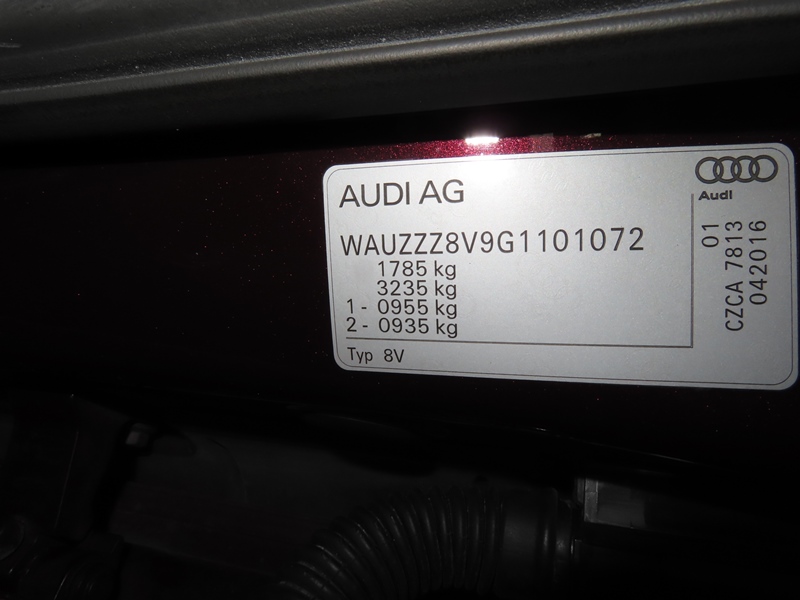 AUDI AG
WAUZZZ8V9G1101072
1785 kg
3235 kg
1 - 0955 kg
2 - 0935 kg
Typ 8V
Audi
01
CZCA 7813
042016